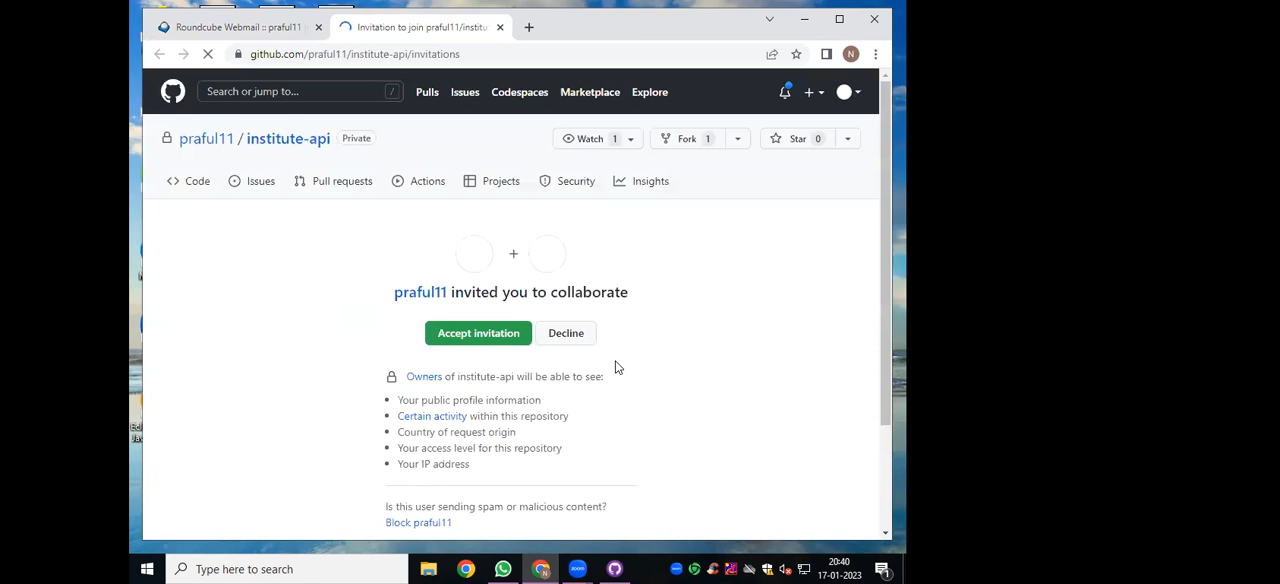 Roundcube Webmail :: praful11
Invitation to join praful11/institu
github.com/praful11/institute-api/invitations
N
Search or jump to...
/
Pulls
Issues
Codespaces
Marketplace
Explore
praful11 / institute-api
Private
Watch 1
Fork 1
Star 0
Code
Issues
Pull requests
Actions
Projects
Security
Insights
+
praful11 invited you to collaborate
Accept invitation
Decline
Owners of institute-api will be able to see:
Your public profile information
Certain activity within this repository
Country of request origin
Your access level for this repository
Your IP address
Is this user sending spam or malicious content?
Block praful11
Type here to search
zoom
20:40
17-01-2023
1